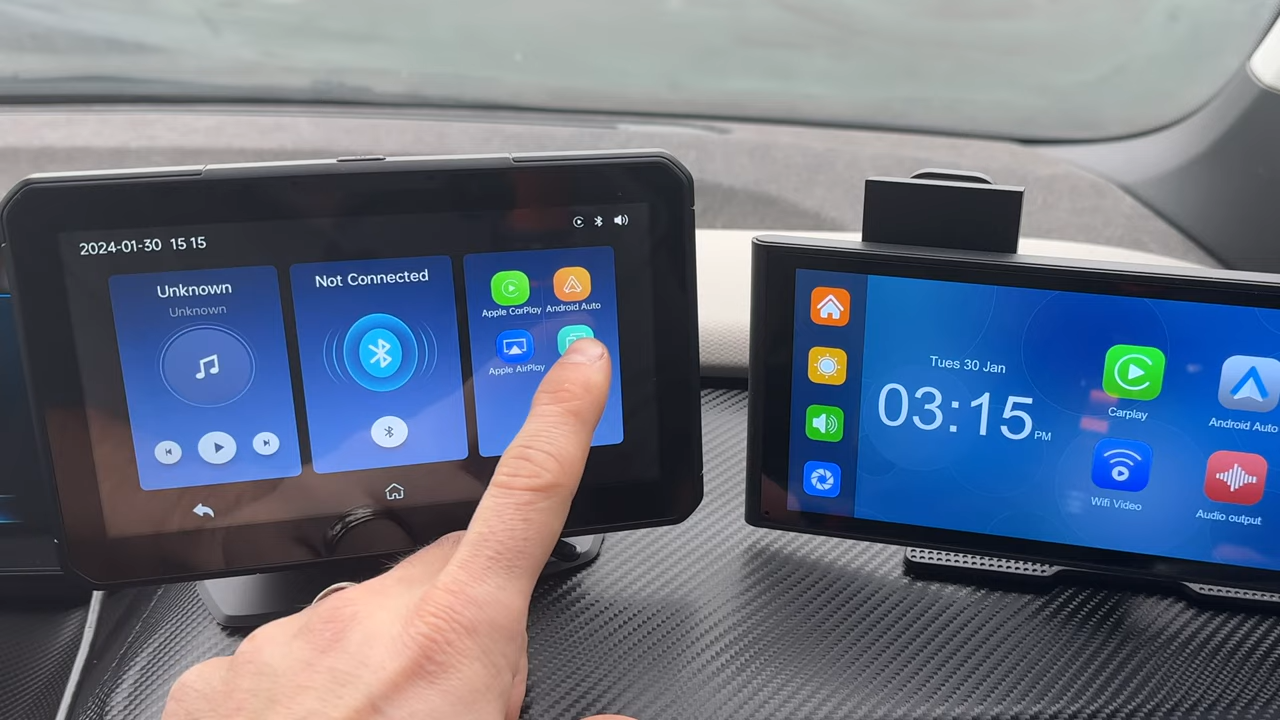 2024-01-30 15 15
Unknown
Unknown
Not Connected
Apple CarPlay
Android Auto
Apple AirPlay
Tues 30 Jan
03:15 PM
Carplay
Android Auto
Wifi Video
Audio output